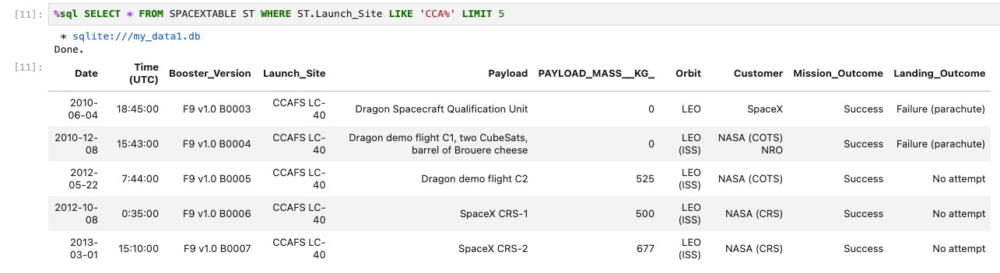 [11]: %sql SELECT * FROM SPACEXTABLE ST WHERE ST.Launch_Site LIKE 'CCA%' LIMIT 5
* sqlite:///my_data1.db
Done.
[11]:
Date Time (UTC) Booster_Version Launch_Site Payload PAYLOAD_MASS__KG_ Orbit Customer Mission_Outcome Landing_Outcome
2010-06-04 18:45:00 F9 v1.0 B0003 CCAFS LC-40 Dragon Spacecraft Qualification Unit 0 LEO SpaceX Success Failure (parachute)
2010-12-08 15:43:00 F9 v1.0 B0004 CCAFS LC-40 Dragon demo flight C1, two CubeSats, barrel of Brouere cheese 0 LEO (ISS) NASA (COTS) NRO Success Failure (parachute)
2012-05-22 7:44:00 F9 v1.0 B0005 CCAFS LC-40 Dragon demo flight C2 525 LEO (ISS) NASA (COTS) Success No attempt
2012-10-08 0:35:00 F9 v1.0 B0006 CCAFS LC-40 SpaceX CRS-1 500 LEO (ISS) NASA (CRS) Success No attempt
2013-03-01 15:10:00 F9 v1.0 B0007 CCAFS LC-40 SpaceX CRS-2 677 LEO (ISS) NASA (CRS) Success No attempt